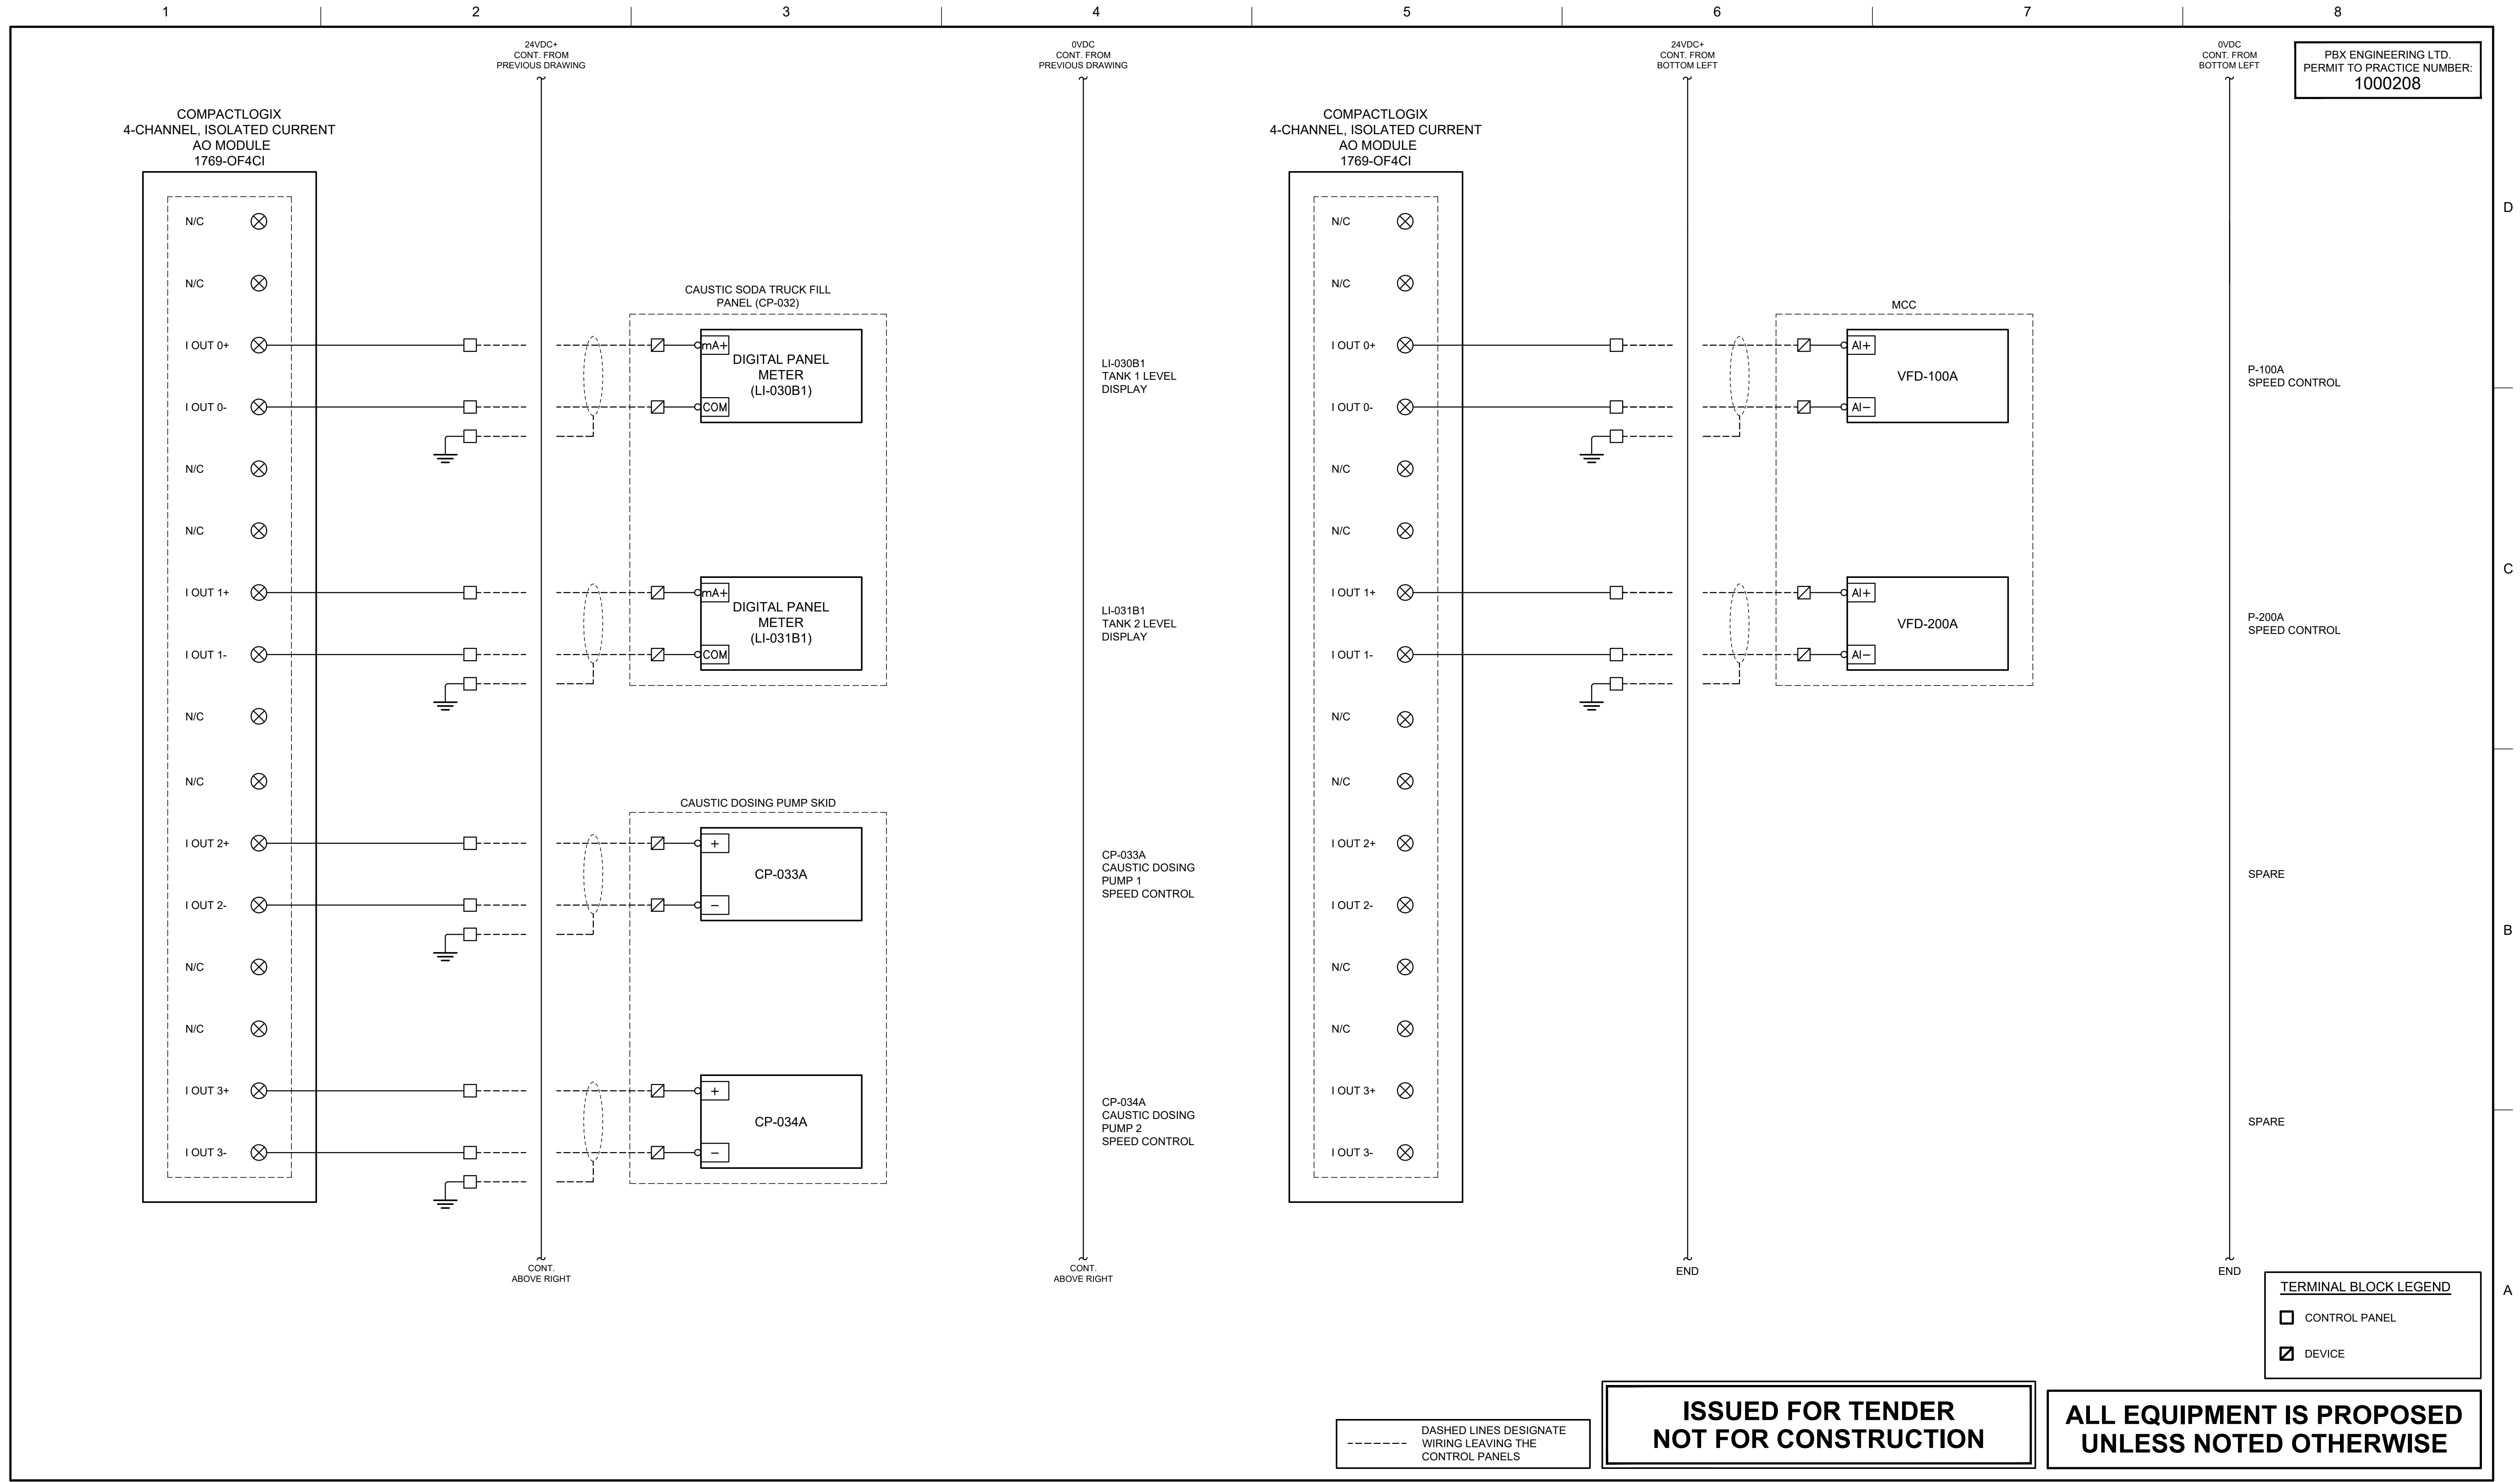 1
2
3
4
5
6
7
8
24VDC+
CONT. FROM
PREVIOUS DRAWING
0VDC
CONT. FROM
PREVIOUS DRAWING
24VDC+
CONT. FROM
BOTTOM LEFT
0VDC
CONT. FROM
BOTTOM LEFT
PBX ENGINEERING LTD.
PERMIT TO PRACTICE NUMBER:
1000208
COMPACTLOGIX
4-CHANNEL, ISOLATED CURRENT
AO MODULE
1769-OF4CI
N/C
N/C
I OUT 0+
I OUT 0-
N/C
N/C
I OUT 1+
I OUT 1-
N/C
N/C
I OUT 2+
I OUT 2-
N/C
N/C
I OUT 3+
I OUT 3-
CAUSTIC SODA TRUCK FILL
PANEL (CP-032)
mA+
DIGITAL PANEL
METER
(LI-030B1)
COM
mA+
DIGITAL PANEL
METER
(LI-031B1)
COM
CAUSTIC DOSING PUMP SKID
+
CP-033A
−
+
CP-034A
−
LI-030B1
TANK 1 LEVEL
DISPLAY
LI-031B1
TANK 2 LEVEL
DISPLAY
CP-033A
CAUSTIC DOSING
PUMP 1
SPEED CONTROL
CP-034A
CAUSTIC DOSING
PUMP 2
SPEED CONTROL
CONT.
ABOVE RIGHT
CONT.
ABOVE RIGHT
COMPACTLOGIX
4-CHANNEL, ISOLATED CURRENT
AO MODULE
1769-OF4CI
N/C
N/C
I OUT 0+
I OUT 0-
N/C
N/C
I OUT 1+
I OUT 1-
N/C
N/C
I OUT 2+
I OUT 2-
N/C
N/C
I OUT 3+
I OUT 3-
MCC
AI+
VFD-100A
AI−
AI+
VFD-200A
AI−
P-100A
SPEED CONTROL
P-200A
SPEED CONTROL
SPARE
SPARE
END
END
D
C
B
A
TERMINAL BLOCK LEGEND
CONTROL PANEL
DEVICE
DASHED LINES DESIGNATE
WIRING LEAVING THE
CONTROL PANELS
ISSUED FOR TENDER
NOT FOR CONSTRUCTION
ALL EQUIPMENT IS PROPOSED
UNLESS NOTED OTHERWISE